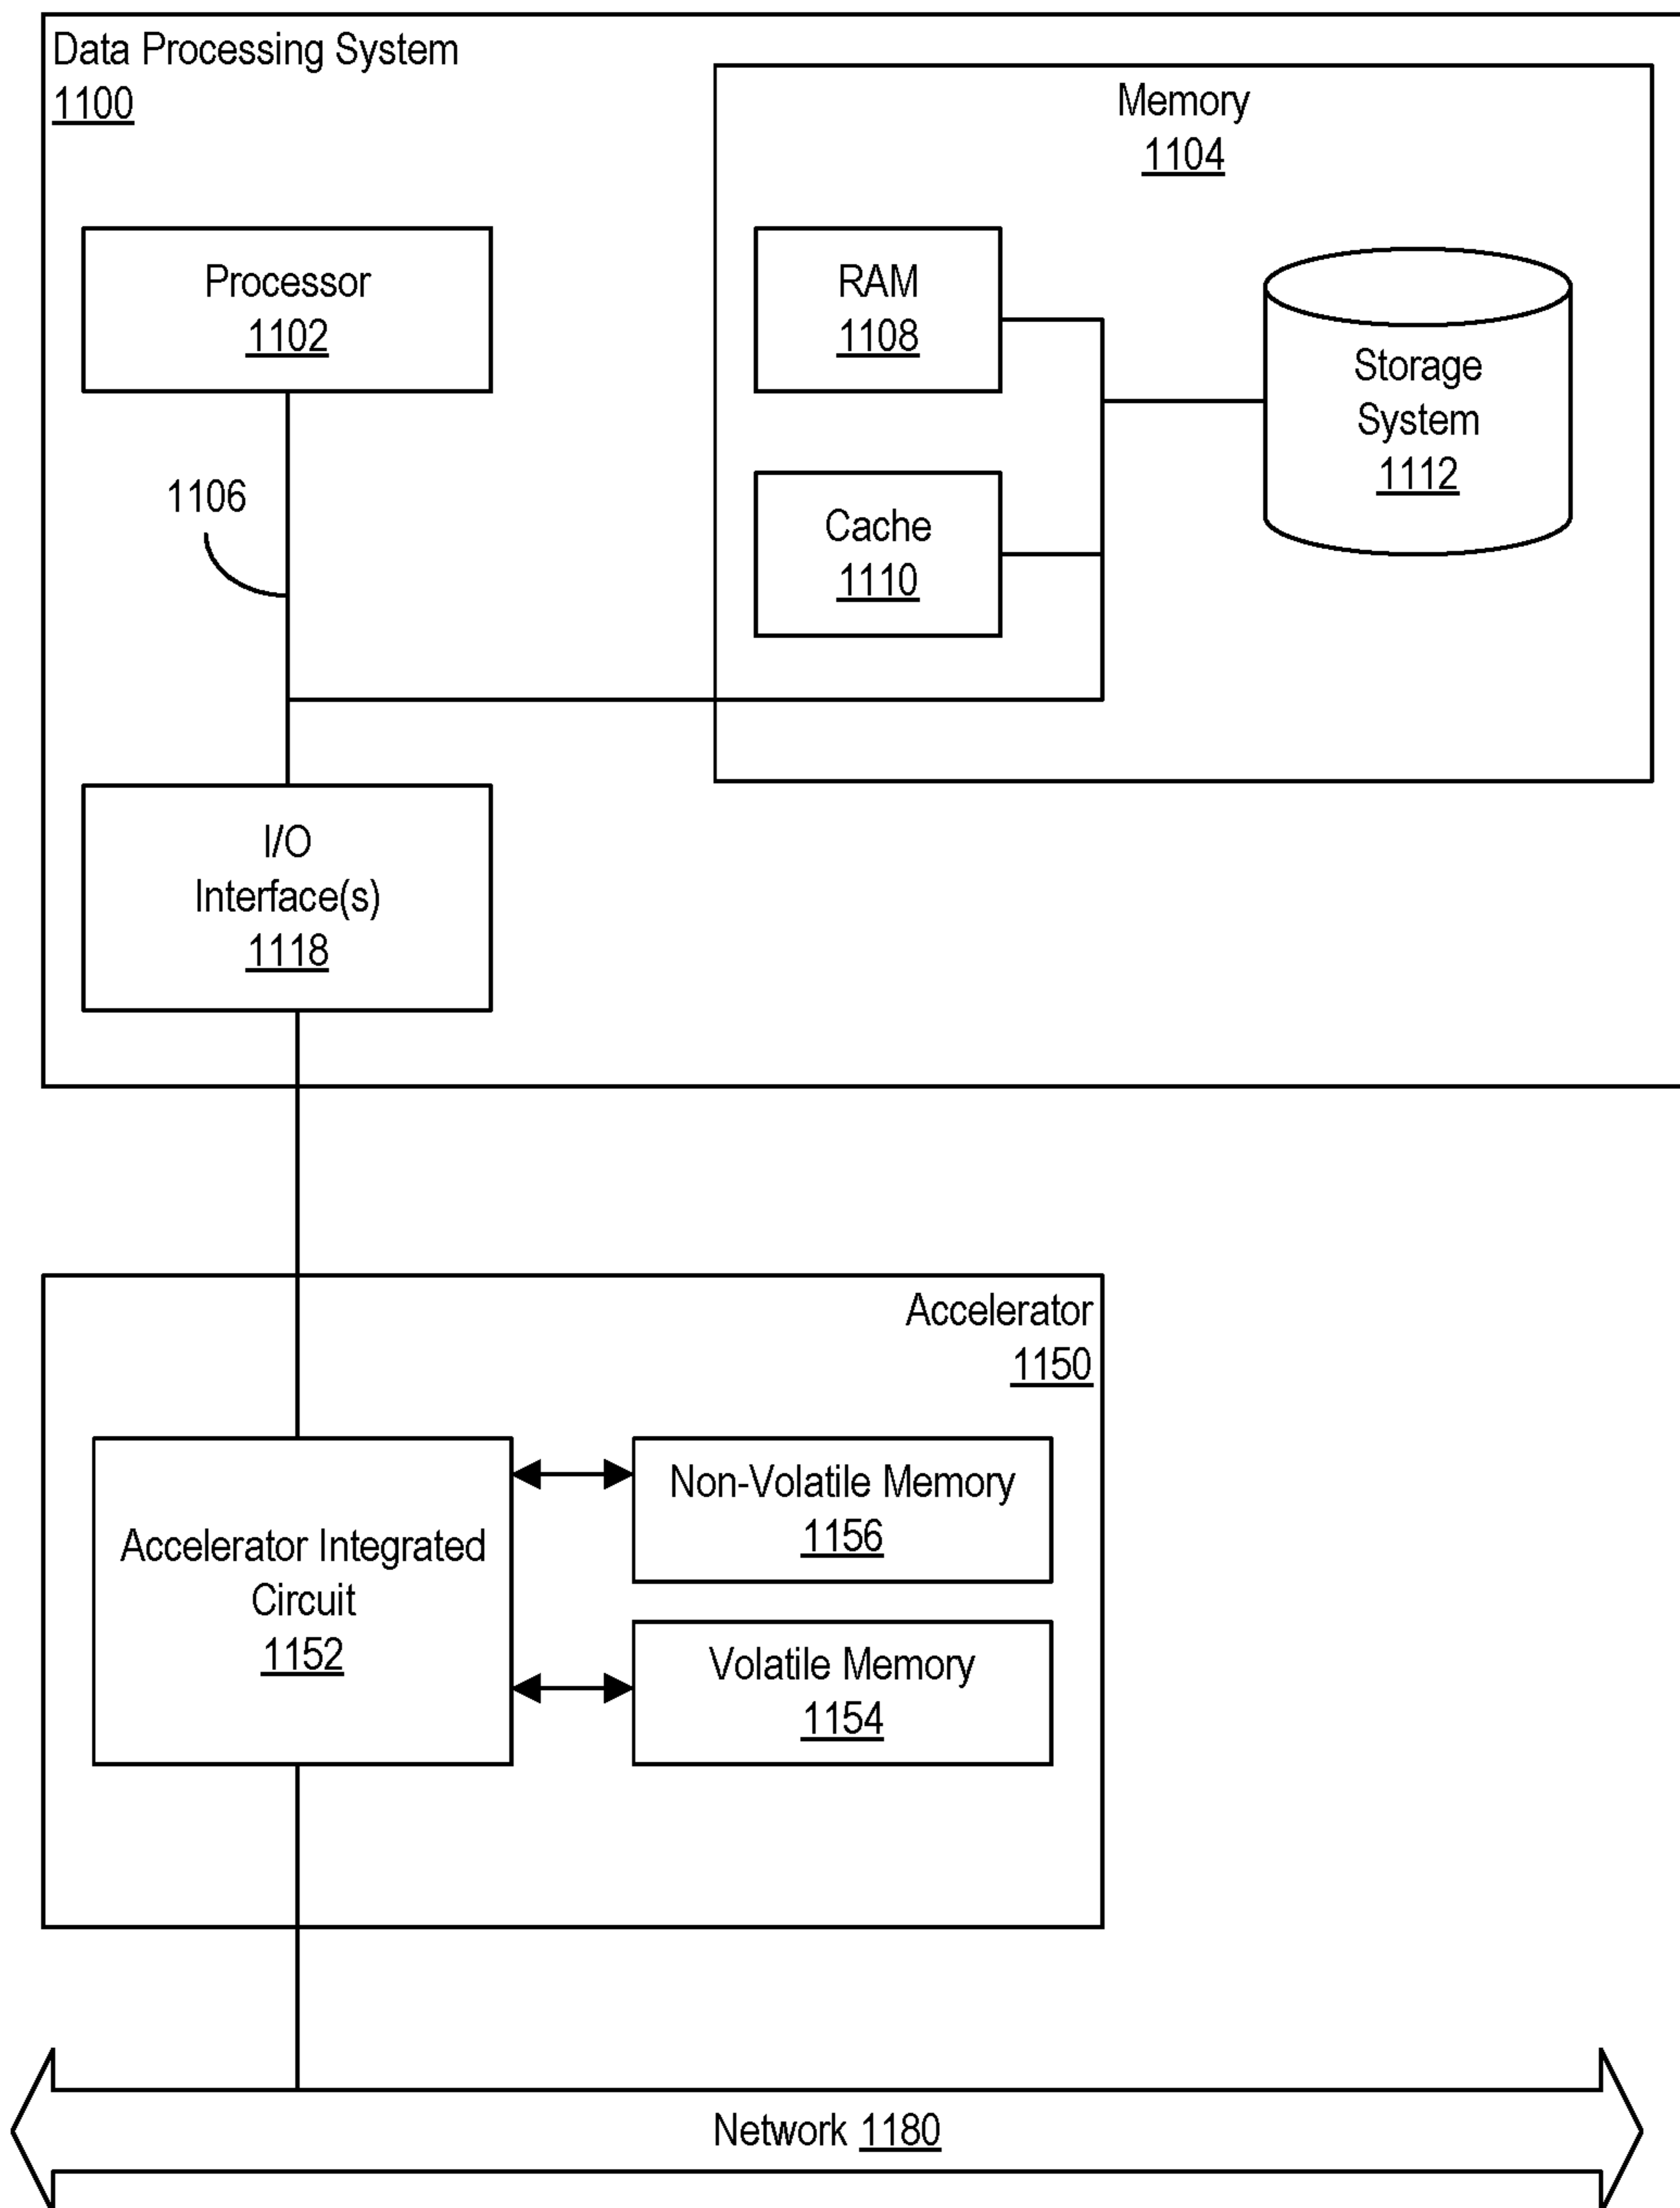 Data Processing System
1100
Memory
1104
Processor
1102
RAM
1108
Storage
System
1112
1106
Cache
1110
I/O
Interface(s)
1118
Accelerator
1150
Accelerator Integrated
Circuit
1152
Non-Volatile Memory
1156
Volatile Memory
1154
Network 1180